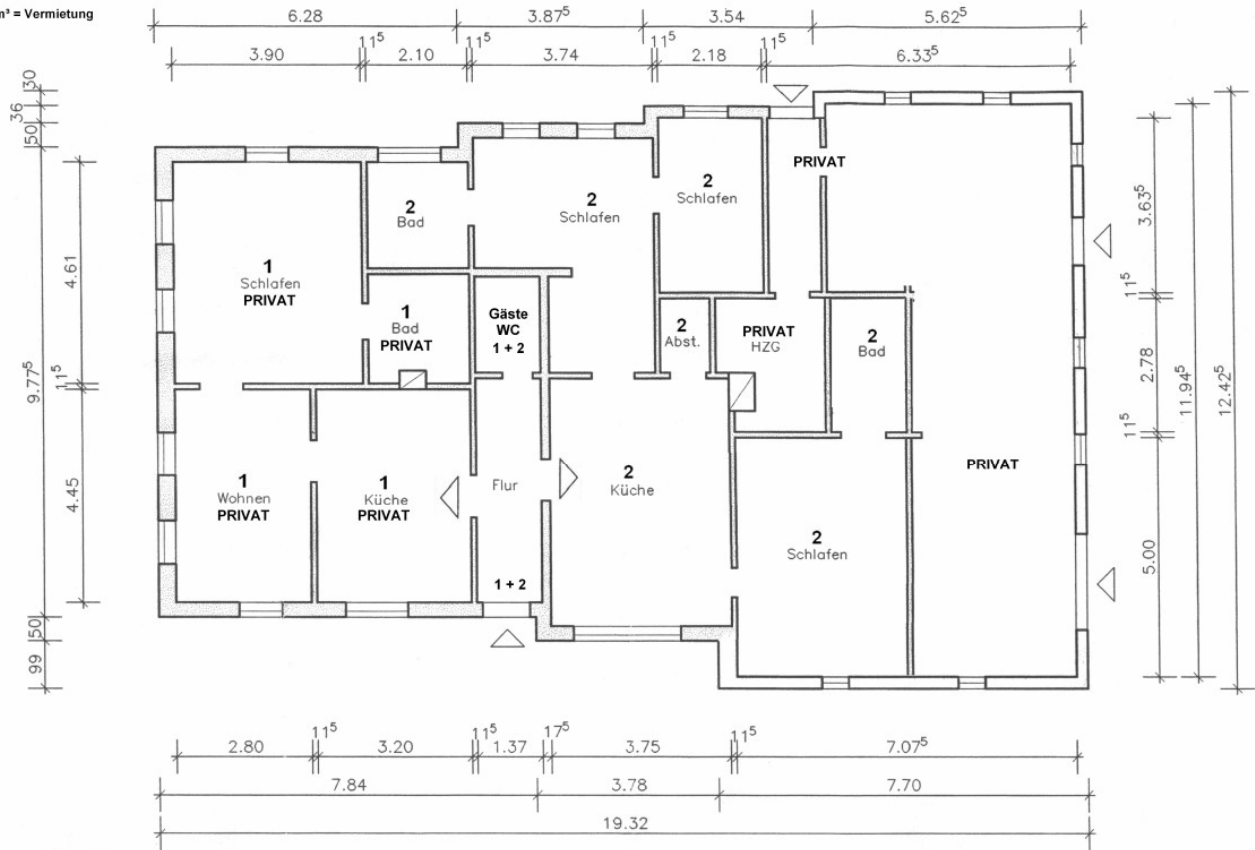 m³ = Vermietung
6.28
3.87⁵
3.54
5.62⁵
11⁵
11⁵
11⁵
11⁵
3.90
2.10
3.74
2.18
6.33⁵
30
36
50
9.77⁵
50
99
4.61
11⁵
4.45
3.63⁵
11⁵
2.78
11⁵
5.00
11.94⁵
12.42⁵
PRIVAT
2
Bad
2
Schlafen
2
Schlafen
1
Schlafen
PRIVAT
1
Bad
PRIVAT
Gäste
WC
1 + 2
2
Abst.
PRIVAT
HZG
2
Bad
1
Wohnen
PRIVAT
1
Küche
PRIVAT
Flur
1 + 2
2
Küche
2
Schlafen
PRIVAT
11⁵
11⁵
17⁵
11⁵
2.80
3.20
1.37
3.75
7.07⁵
7.84
3.78
7.70
19.32